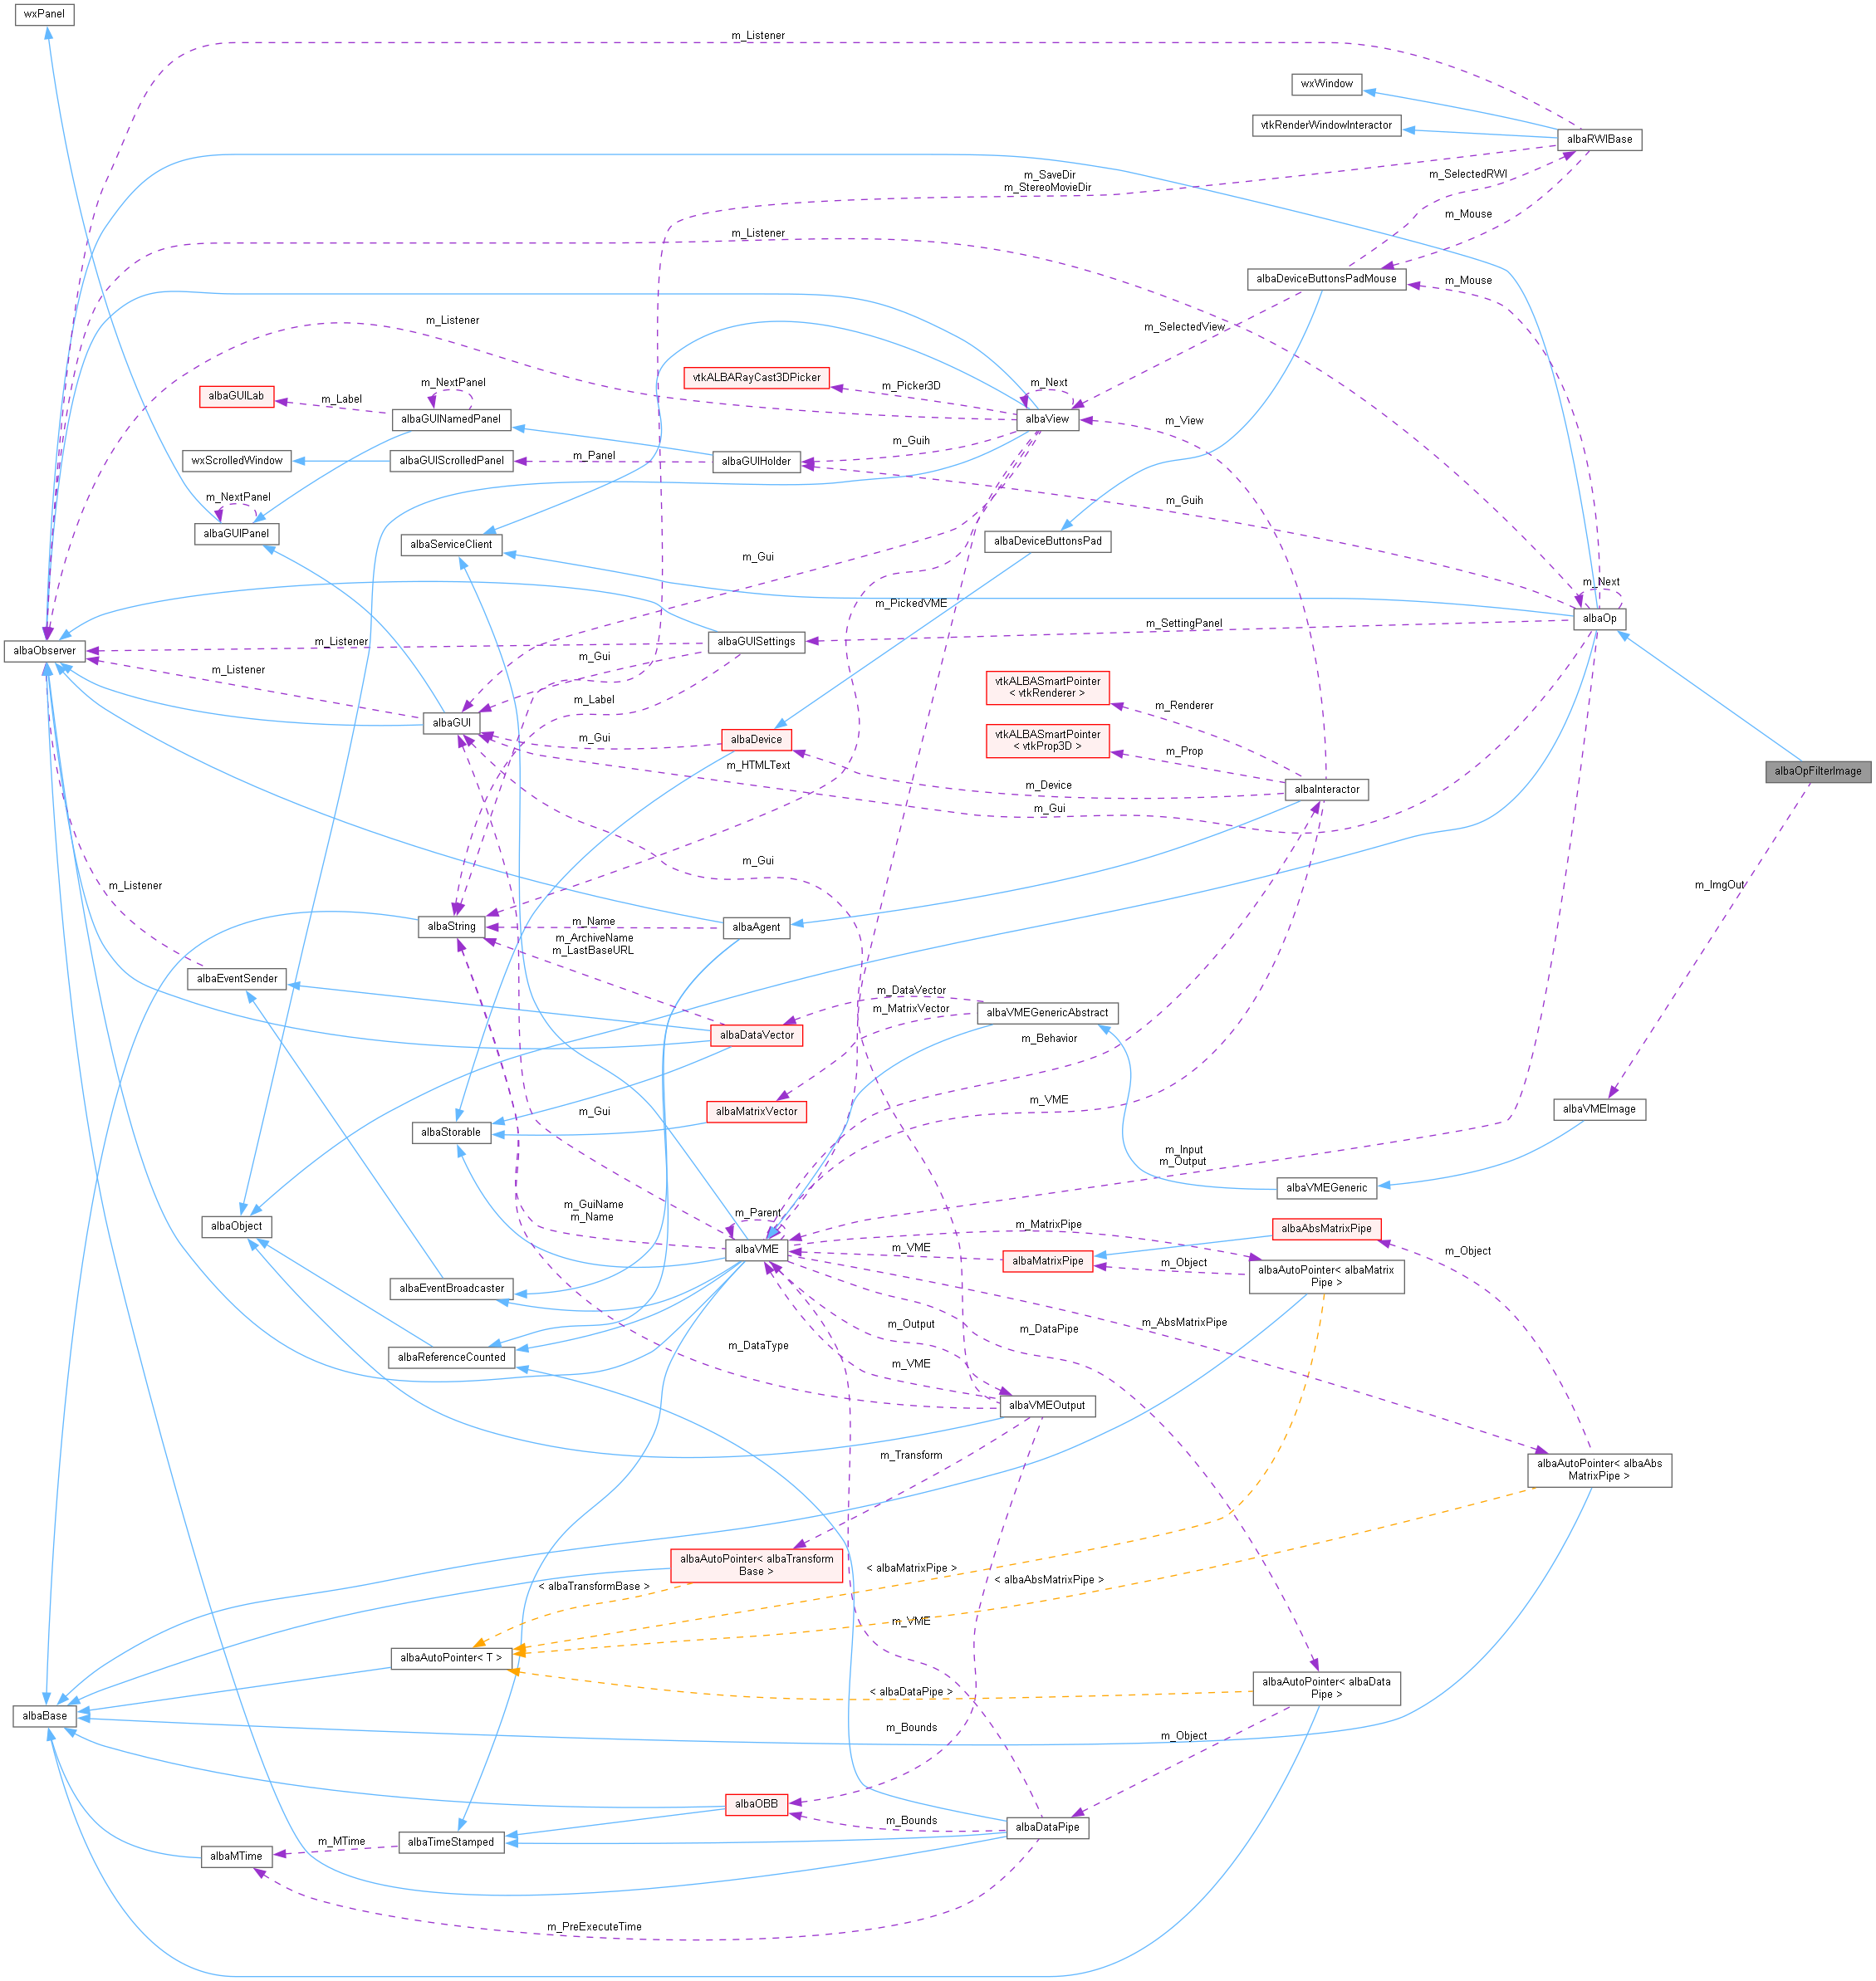 wxPanel
m_Listener
wxWindow
vtkRenderWindowInteractor
albaRWIBase
m_SaveDir
m_StereoMovieDir
m_SelectedRWI
m_Mouse
m_Listener
albaDeviceButtonsPadMouse
m_Mouse
m_Listener
m_SelectedView
vtkALBARayCast3DPicker
m_Picker3D
m_Next
m_NextPanel
albaGUILab
m_Label
albaGUINamedPanel
albaView
m_View
m_Guih
wxScrolledWindow
albaGUIScrolledPanel
m_Panel
albaGUIHolder
m_NextPanel
m_Guih
albaGUIPanel
albaServiceClient
albaDeviceButtonsPad
m_Gui
m_Next
m_PickedVME
albaOp
m_SettingPanel
albaObserver
m_Listener
albaGUISettings
m_Gui
m_Listener
vtkALBASmartPointer
< vtkRenderer >
m_Label
m_Renderer
albaGUI
albaDevice
m_Gui
vtkALBASmartPointer
< vtkProp3D >
m_Prop
m_HTMLText
albaOpFilterImage
m_Device
albaInteractor
m_Gui
m_Gui
m_Listener
m_ImgOut
albaString
m_Name
albaAgent
m_ArchiveName
m_LastBaseURL
albaEventSender
m_DataVector
m_MatrixVector
albaVMEGenericAbstract
albaDataVector
m_Behavior
m_Gui
albaMatrixVector
m_VME
albaVMEImage
albaStorable
m_Input
m_Output
albaVMEGeneric
m_GuiName
m_Name
m_Parent
albaObject
m_MatrixPipe
albaAbsMatrixPipe
albaVME
m_VME
albaMatrixPipe
m_Object
m_Object
albaAutoPointer< albaMatrix
Pipe >
albaEventBroadcaster
m_Output
m_DataPipe
m_AbsMatrixPipe
m_DataType
albaReferenceCounted
m_VME
albaVMEOutput
m_Transform
albaAutoPointer< albaAbs
MatrixPipe >
albaAutoPointer< albaTransform
Base >
< albaTransformBase >
< albaMatrixPipe >
< albaAbsMatrixPipe >
m_VME
albaAutoPointer< T >
albaAutoPointer< albaData
Pipe >
< albaDataPipe >
albaBase
m_Bounds
m_Object
albaOBB
m_Bounds
albaDataPipe
m_MTime
albaTimeStamped
albaMTime
m_PreExecuteTime